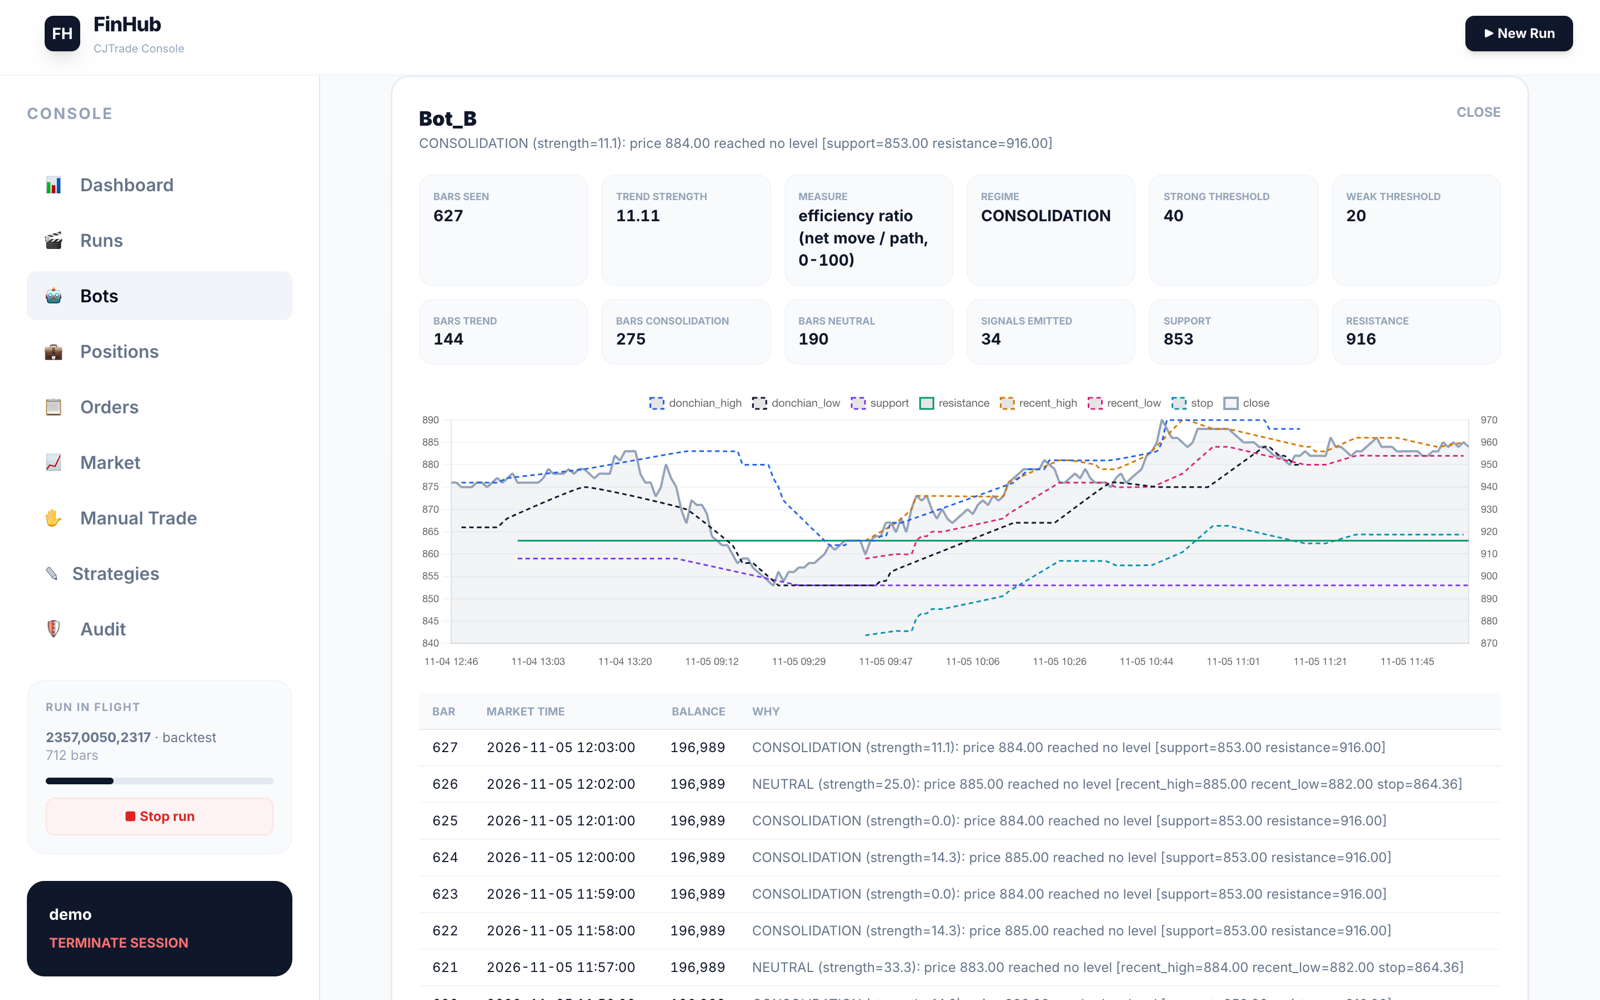 FH
FinHub
CJTrade Console
▶ New Run
CONSOLE
Dashboard
Runs
Bots
Positions
Orders
Market
Manual Trade
Strategies
Audit
RUN IN FLIGHT
2357,0050,2317 · backtest
712 bars
Stop run
demo
TERMINATE SESSION
Bot_B
CLOSE
CONSOLIDATION (strength=11.1): price 884.00 reached no level [support=853.00 resistance=916.00]
BARS SEEN
627
TREND STRENGTH
11.11
MEASURE
efficiency ratio
(net move / path,
0-100)
REGIME
CONSOLIDATION
STRONG THRESHOLD
40
WEAK THRESHOLD
20
BARS TREND
144
BARS CONSOLIDATION
275
BARS NEUTRAL
190
SIGNALS EMITTED
34
SUPPORT
853
RESISTANCE
916
donchian_high donchian_low support resistance recent_high recent_low stop close
890 970
885 960
880 950
875 940
870 930
865 920
860 910
855 900
850 890
845 880
840 870
11-04 12:46 11-04 13:03 11-04 13:20 11-05 09:12 11-05 09:29 11-05 09:47 11-05 10:06 11-05 10:26 11-05 10:44 11-05 11:01 11-05 11:21 11-05 11:45
BAR MARKET TIME BALANCE WHY
627 2026-11-05 12:03:00 196,989 CONSOLIDATION (strength=11.1): price 884.00 reached no level [support=853.00 resistance=916.00]
626 2026-11-05 12:02:00 196,989 NEUTRAL (strength=25.0): price 885.00 reached no level [recent_high=885.00 recent_low=882.00 stop=864.36]
625 2026-11-05 12:01:00 196,989 CONSOLIDATION (strength=0.0): price 884.00 reached no level [support=853.00 resistance=916.00]
624 2026-11-05 12:00:00 196,989 CONSOLIDATION (strength=14.3): price 885.00 reached no level [support=853.00 resistance=916.00]
623 2026-11-05 11:59:00 196,989 CONSOLIDATION (strength=0.0): price 884.00 reached no level [support=853.00 resistance=916.00]
622 2026-11-05 11:58:00 196,989 CONSOLIDATION (strength=14.3): price 885.00 reached no level [support=853.00 resistance=916.00]
621 2026-11-05 11:57:00 196,989 NEUTRAL (strength=33.3): price 883.00 reached no level [recent_high=884.00 recent_low=882.00 stop=864.36]